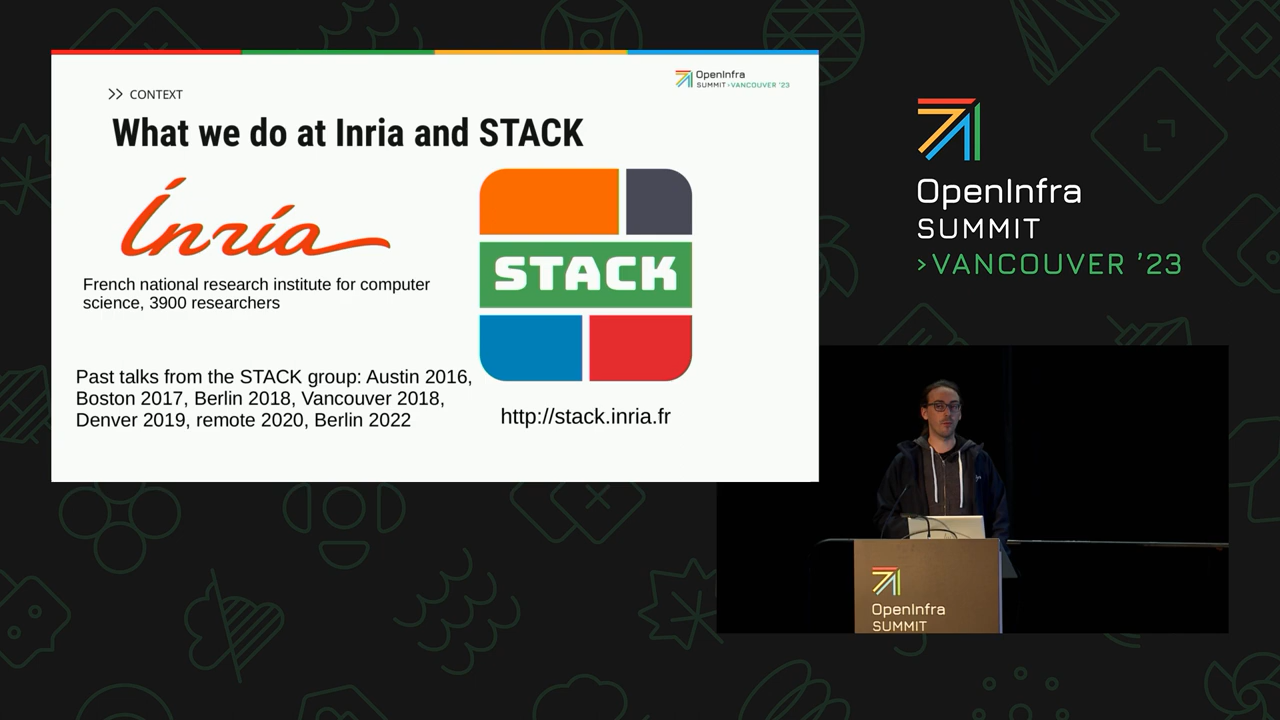 >> CONTEXT
OpenInfra
SUMMIT >VANCOUVER '23
What we do at Inria and STACK
Inria
STACK
French national research institute for computer
science, 3900 researchers
Past talks from the STACK group: Austin 2016,
Boston 2017, Berlin 2018, Vancouver 2018,
Denver 2019, remote 2020, Berlin 2022
http://stack.inria.fr
OpenInfra
SUMMIT
>VANCOUVER '23
OpenInfra
SUMMIT